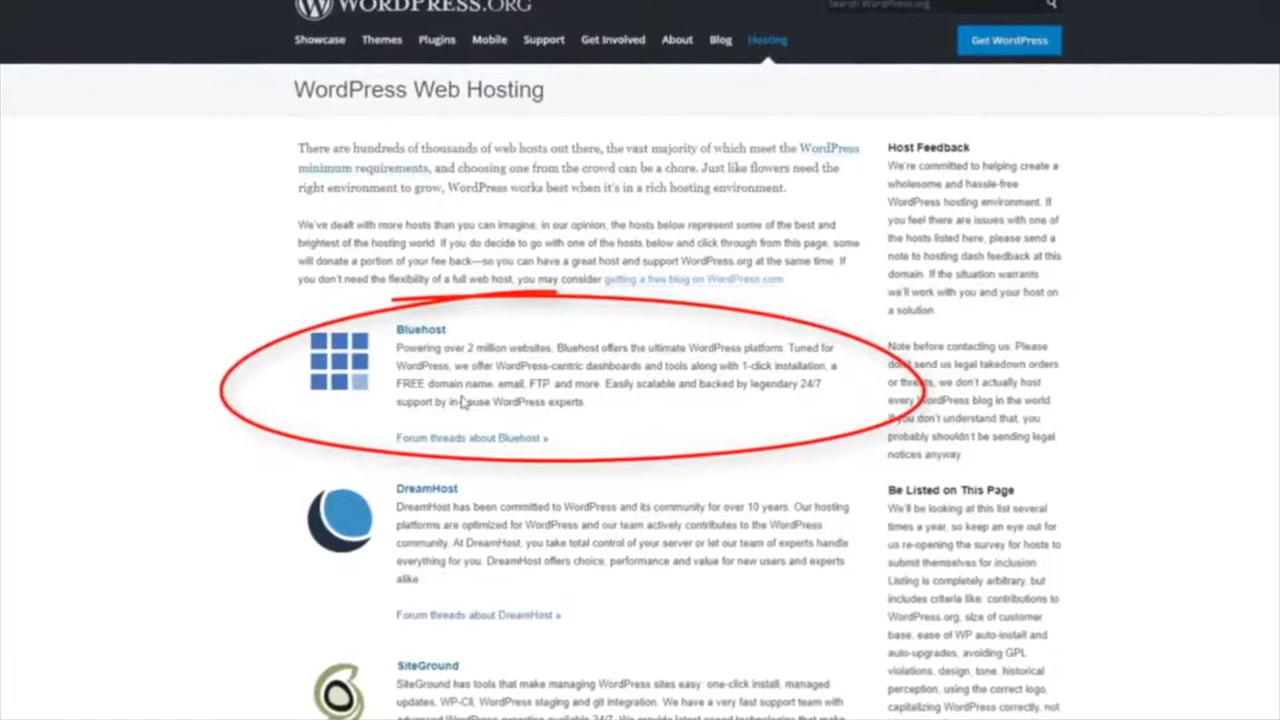 WORDPRESS.ORG
Search WordPress.org
Showcase Themes Plugins Mobile Support Get Involved About Blog Hosting
Get WordPress
WordPress Web Hosting
There are hundreds of thousands of web hosts out there, the vast majority of which meet the WordPress
minimum requirements, and choosing one from the crowd can be a chore. Just like flowers need the
right environment to grow, WordPress works best when it's in a rich hosting environment.
We've dealt with more hosts than you can imagine, in our opinion, the hosts below represent some of the best and
brightest of the hosting world. If you do decide to go with one of the hosts below and click through from this page, some
will donate a portion of your fee back—so you can have a great host and support WordPress.org at the same time. If
you don't need the flexibility of a full web host, you may consider getting a free blog on WordPress.com.
Bluehost
Powering over 2 million websites, Bluehost offers the ultimate WordPress platform. Tuned for
WordPress, we offer WordPress-centric dashboards and tools along with 1-click installation, a
FREE domain name, email, FTP, and more. Easily scalable and backed by legendary 24/7
support by in-house WordPress experts.
Forum threads about Bluehost »
DreamHost
DreamHost has been committed to WordPress and its community for over 10 years. Our hosting
platforms are optimized for WordPress and our team actively contributes to the WordPress
community. At DreamHost, you take total control of your server or let our team of experts handle
everything for you. DreamHost offers choice, performance and value for new users and experts
alike.
Forum threads about DreamHost »
SiteGround
SiteGround has tools that make managing WordPress sites easy: one-click install, managed
updates, WP-CLI, WordPress staging and git integration. We have a very fast support team with
advanced WordPress expertise available 24/7. We provide latest speed technologies that make
Host Feedback
We're committed to helping create a
wholesome and hassle-free
WordPress hosting environment. If
you feel there are issues with one of
the hosts listed here, please send a
note to hosting dash feedback at this
domain. If the situation warrants
we'll work with you and your host on
a solution.
Note before contacting us: Please
don't send us legal takedown orders
or threats, we don't actually host
every WordPress blog in the world.
If you don't understand that, you
probably shouldn't be sending legal
notices anyway
Be Listed on This Page
We'll be looking at this list several
times a year, so keep an eye out for
us re-opening the survey for hosts to
submit themselves for inclusion.
Listing is completely arbitrary, but
includes criteria like: contributions to
WordPress.org, size of customer
base, ease of WP auto-install and
auto-upgrades, avoiding GPL
violations, design, tone, historical
perception, using the correct logo,
capitalizing WordPress correctly, not